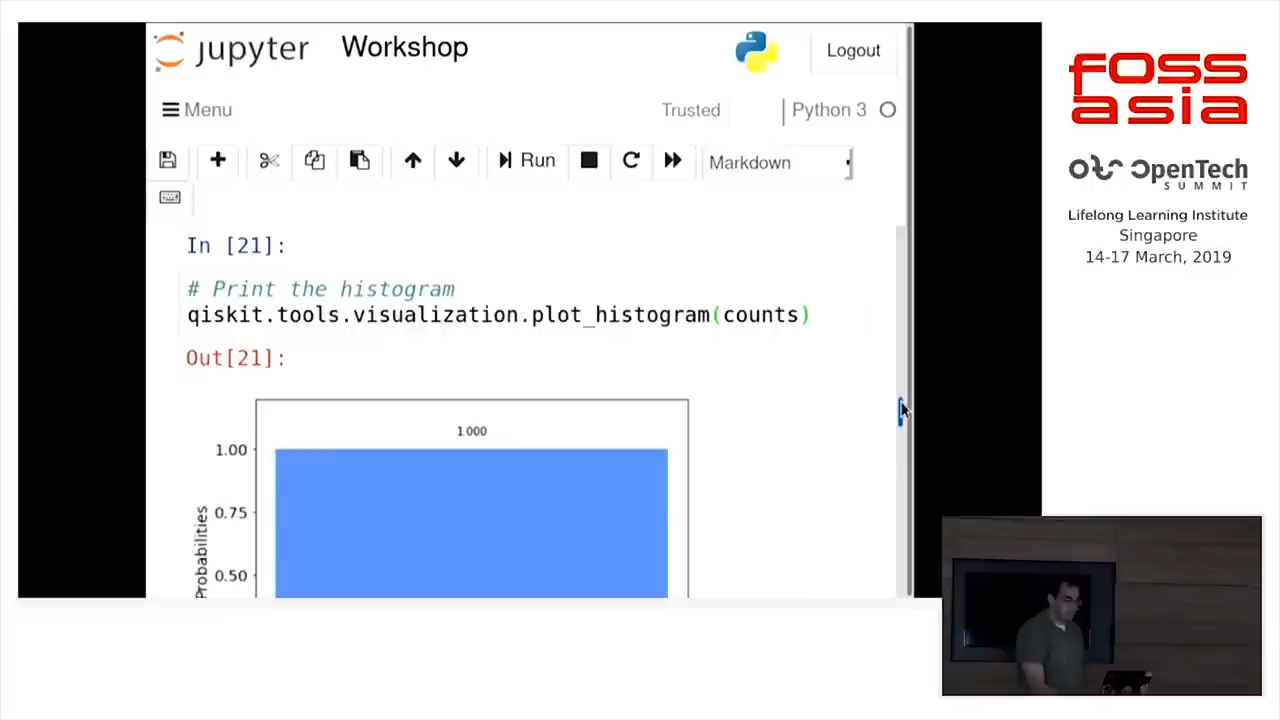 jupyter Workshop Logout
Menu Trusted Python 3
Run Markdown
In [21]:
# Print the histogram
qiskit.tools.visualization.plot_histogram(counts)
Out[21]:
1.000
1.00
0.75
0.50
Probabilities
FOSS
asia
OpenTech
SUMMIT
Lifelong Learning Institute
Singapore
14-17 March, 2019